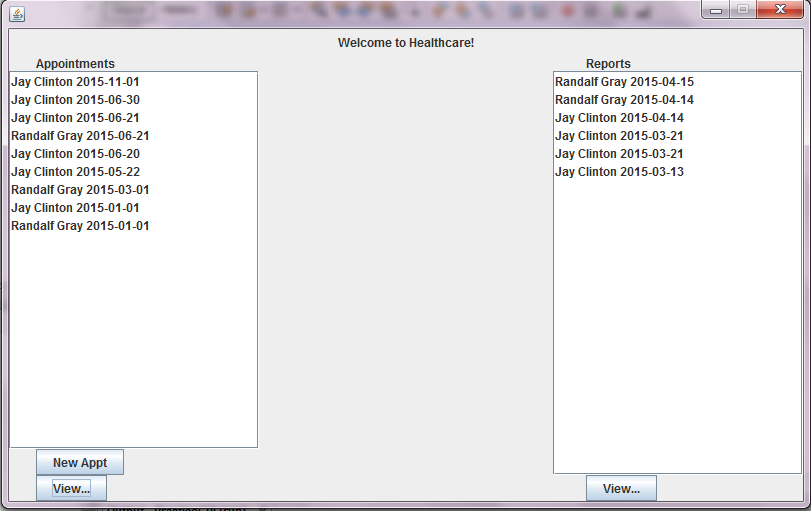 Welcome to Healthcare!
Appointments
Jay Clinton 2015-11-01
Jay Clinton 2015-06-30
Jay Clinton 2015-06-21
Randalf Gray 2015-06-21
Jay Clinton 2015-06-20
Jay Clinton 2015-05-22
Randalf Gray 2015-03-01
Jay Clinton 2015-01-01
Randalf Gray 2015-01-01
New Appt
View...
Reports
Randalf Gray 2015-04-15
Randalf Gray 2015-04-14
Jay Clinton 2015-04-14
Jay Clinton 2015-03-21
Jay Clinton 2015-03-21
Jay Clinton 2015-03-13
View...